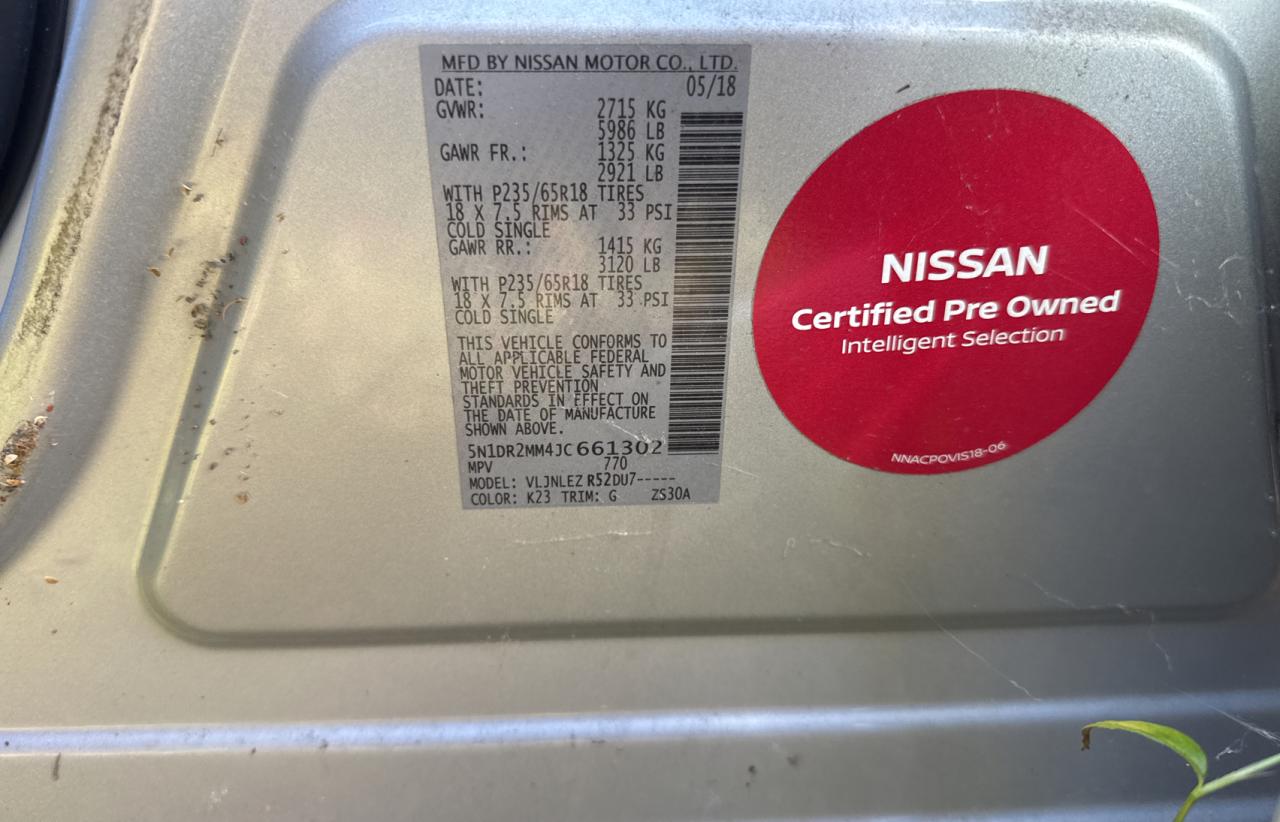 MFD BY NISSAN MOTOR CO., LTD.
DATE: 05/18
GVWR: 2715 KG
5986 LB
GAWR FR.: 1325 KG
2921 LB
WITH P235/65R18 TIRES
18 X 7.5 RIMS AT 33 PSI
COLD SINGLE
GAWR RR.: 1415 KG
3120 LB
WITH P235/65R18 TIRES
18 X 7.5 RIMS AT 33 PSI
COLD SINGLE
THIS VEHICLE CONFORMS TO
ALL APPLICABLE FEDERAL
MOTOR VEHICLE SAFETY AND
THEFT PREVENTION
STANDARDS IN EFFECT ON
THE DATE OF MANUFACTURE
SHOWN ABOVE.
5N1DR2MM4JC661302
MPV 770
MODEL: VLJNLEZ R52DU7-----
COLOR: K23 TRIM: G ZS30A
NISSAN
Certified Pre Owned
Intelligent Selection
NNACPOVIS18-06